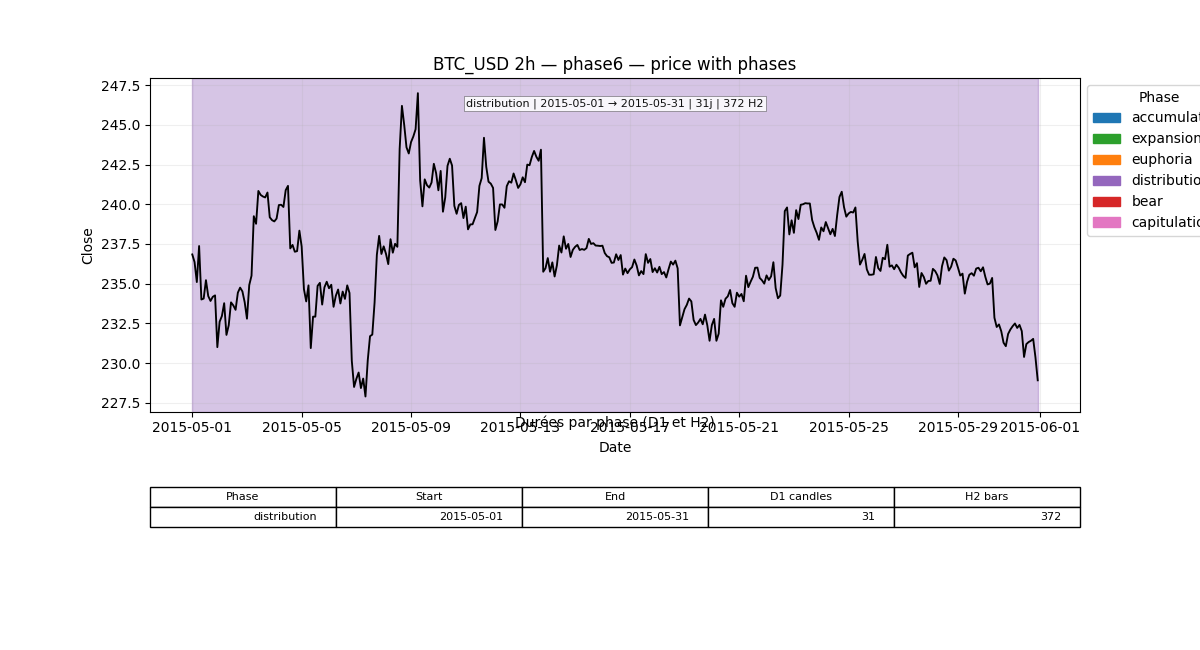 BTC_USD 2h — phase6 — price with phases
247.5
245.0
242.5
240.0
237.5
235.0
232.5
230.0
227.5
Close
distribution | 2015-05-01 → 2015-05-31 | 31j | 372 H2
Phase
accumulat
expansion
euphoria
distributio
bear
capitulatio
Durées par phase (D1 et H2)
2015-05-01 2015-05-05 2015-05-09 2015-05-13 2015-05-17 2015-05-21 2015-05-25 2015-05-29 2015-06-01
Date
Phase Start End D1 candles H2 bars
distribution 2015-05-01 2015-05-31 31 372